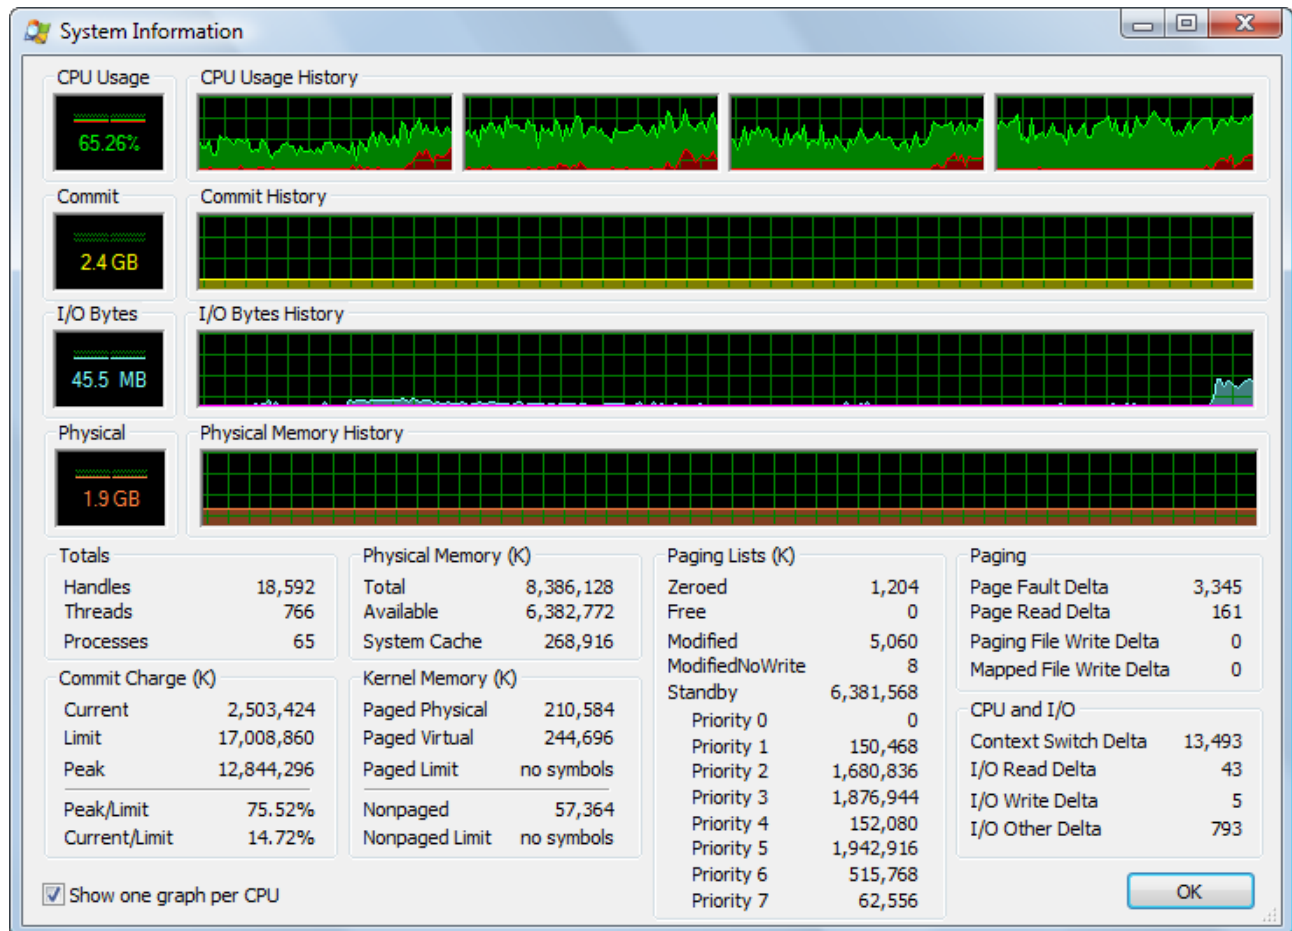 System Information
CPU Usage
CPU Usage History
65.26%
Commit
Commit History
2.4 GB
I/O Bytes
I/O Bytes History
45.5 MB
Physical
Physical Memory History
1.9 GB
Totals
Handles 18,592
Threads 766
Processes 65
Commit Charge (K)
Current 2,503,424
Limit 17,008,860
Peak 12,844,296
Peak/Limit 75.52%
Current/Limit 14.72%
Physical Memory (K)
Total 8,386,128
Available 6,382,772
System Cache 268,916
Kernel Memory (K)
Paged Physical 210,584
Paged Virtual 244,696
Paged Limit no symbols
Nonpaged 57,364
Nonpaged Limit no symbols
Paging Lists (K)
Zeroed 1,204
Free 0
Modified 5,060
ModifiedNoWrite 8
Standby 6,381,568
Priority 0 0
Priority 1 150,468
Priority 2 1,680,836
Priority 3 1,876,944
Priority 4 152,080
Priority 5 1,942,916
Priority 6 515,768
Priority 7 62,556
Paging
Page Fault Delta 3,345
Page Read Delta 161
Paging File Write Delta 0
Mapped File Write Delta 0
CPU and I/O
Context Switch Delta 13,493
I/O Read Delta 43
I/O Write Delta 5
I/O Other Delta 793
Show one graph per CPU
OK